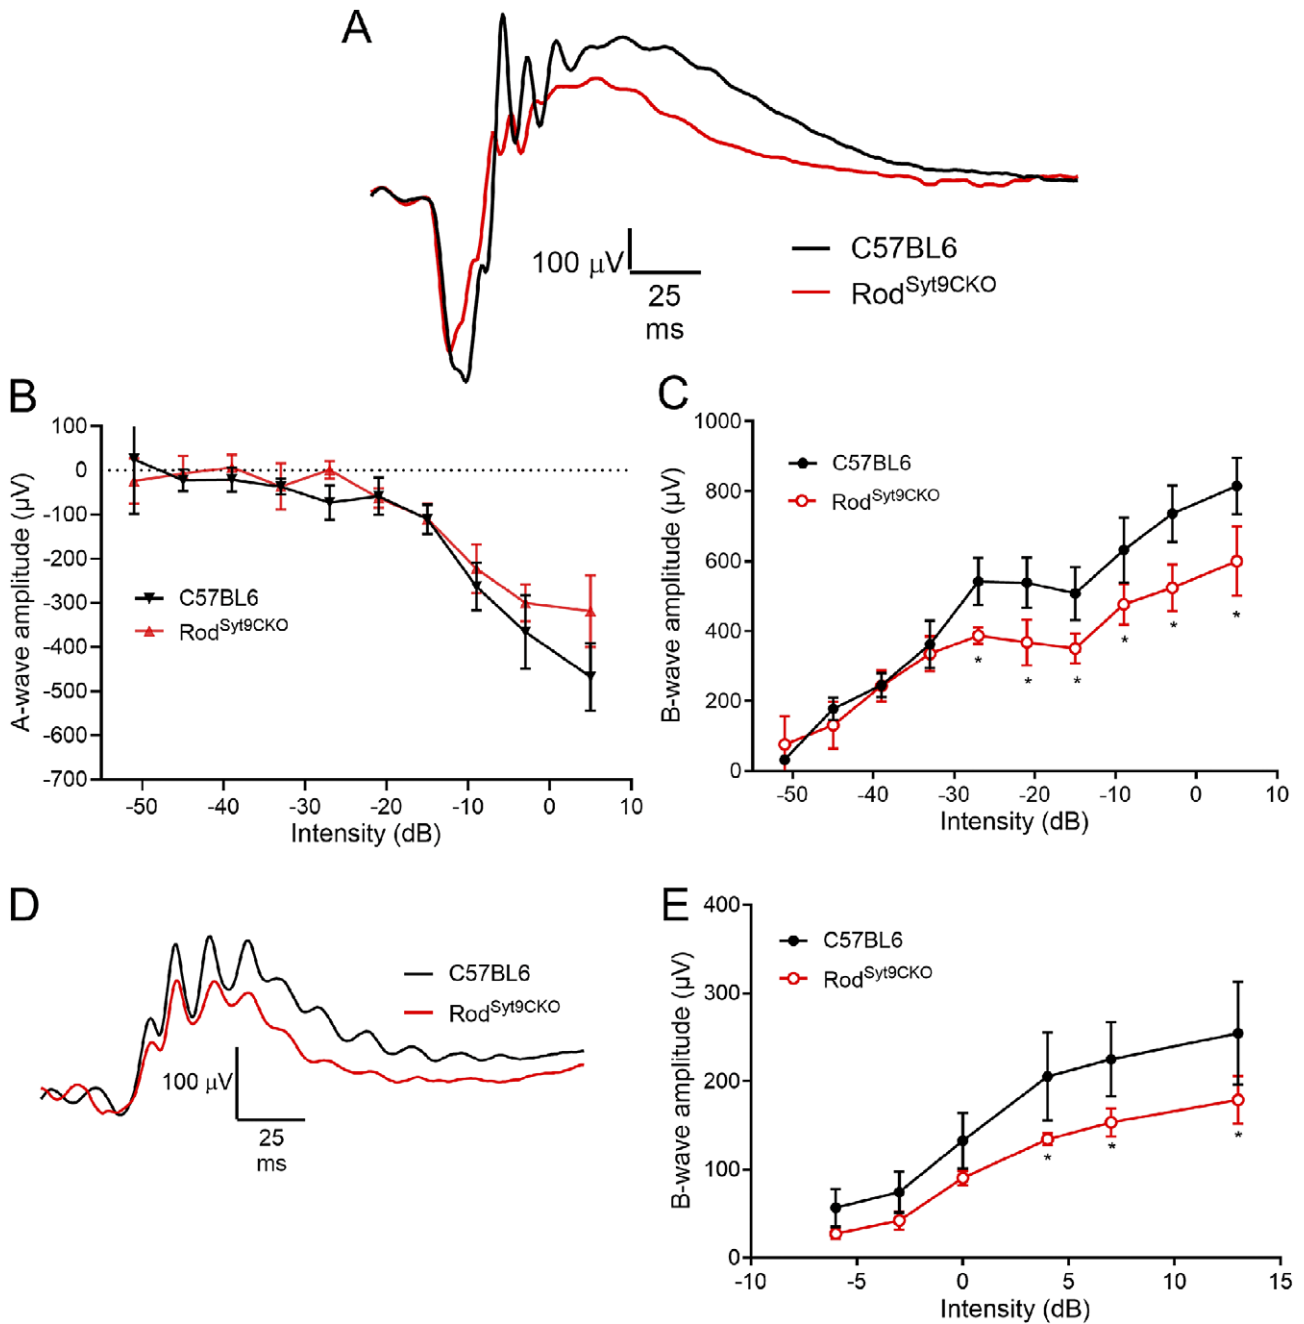 A
100 μV
25
ms
C57BL6
Rod^Syt9CKO
B
A-wave amplitude (μV)
100
0
-100
-200
-300
-400
-500
-600
-700
C57BL6
Rod^Syt9CKO
-50 -40 -30 -20 -10 0 10
Intensity (dB)
C
B-wave amplitude (μV)
1000
800
600
400
200
0
C57BL6
Rod^Syt9CKO
* * * * * *
-50 -40 -30 -20 -10 0 10
Intensity (dB)
D
C57BL6
Rod^Syt9CKO
100 μV
25
ms
E
B-wave amplitude (μV)
400
300
200
100
0
C57BL6
Rod^Syt9CKO
* * *
-10 -5 0 5 10 15
Intensity (dB)